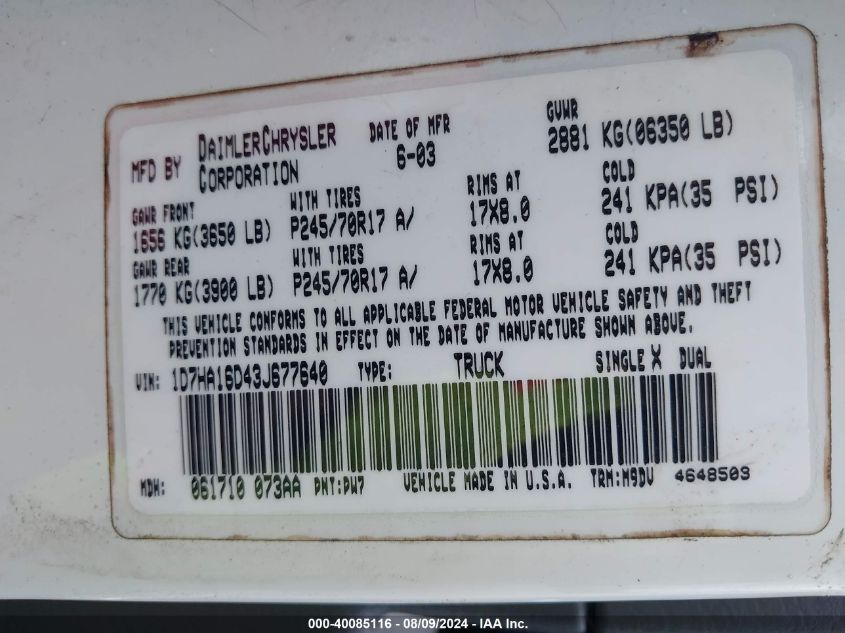 MFD BY DAIMLERCHRYSLER CORPORATION
DATE OF MFR 6-03
GVWR 2881 KG(06350 LB)
GAWR FRONT WITH TIRES RIMS AT COLD
1656 KG(3650 LB) P245/70R17 A/ 17X8.0 241 KPA(35 PSI)
GAWR REAR WITH TIRES RIMS AT COLD
1770 KG(3900 LB) P245/70R17 A/ 17X8.0 241 KPA(35 PSI)
THIS VEHICLE CONFORMS TO ALL APPLICABLE FEDERAL MOTOR VEHICLE SAFETY AND THEFT
PREVENTION STANDARDS IN EFFECT ON THE DATE OF MANUFACTURE SHOWN ABOVE.
VIN: 1D7HA16D43J677640 TYPE: TRUCK SINGLE X DUAL
MDH: 061710 073AA PNT:PW7 VEHICLE MADE IN U.S.A. TRM:M9DV 4648503
000-40085116 - 08/09/2024 - IAA Inc.